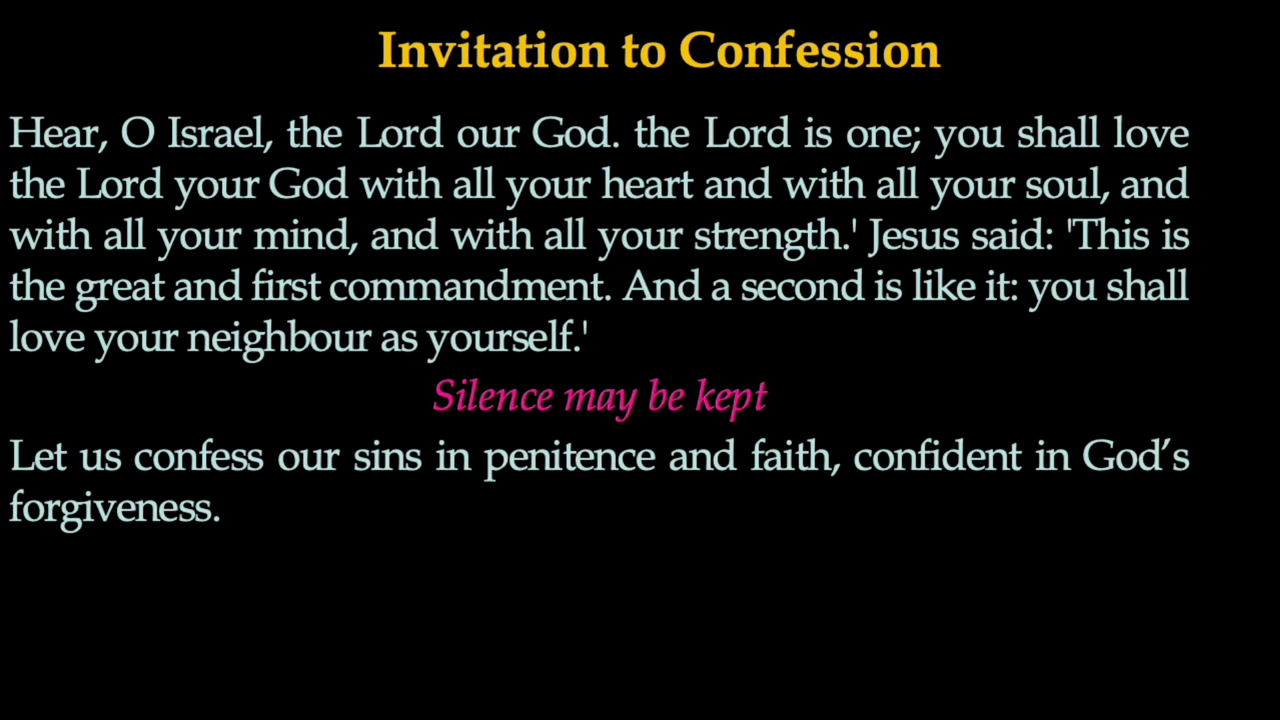 Invitation to Confession
Hear, O Israel, the Lord our God. the Lord is one; you shall love
the Lord your God with all your heart and with all your soul, and
with all your mind, and with all your strength.' Jesus said: 'This is
the great and first commandment. And a second is like it: you shall
love your neighbour as yourself.'
Silence may be kept
Let us confess our sins in penitence and faith, confident in God’s
forgiveness.